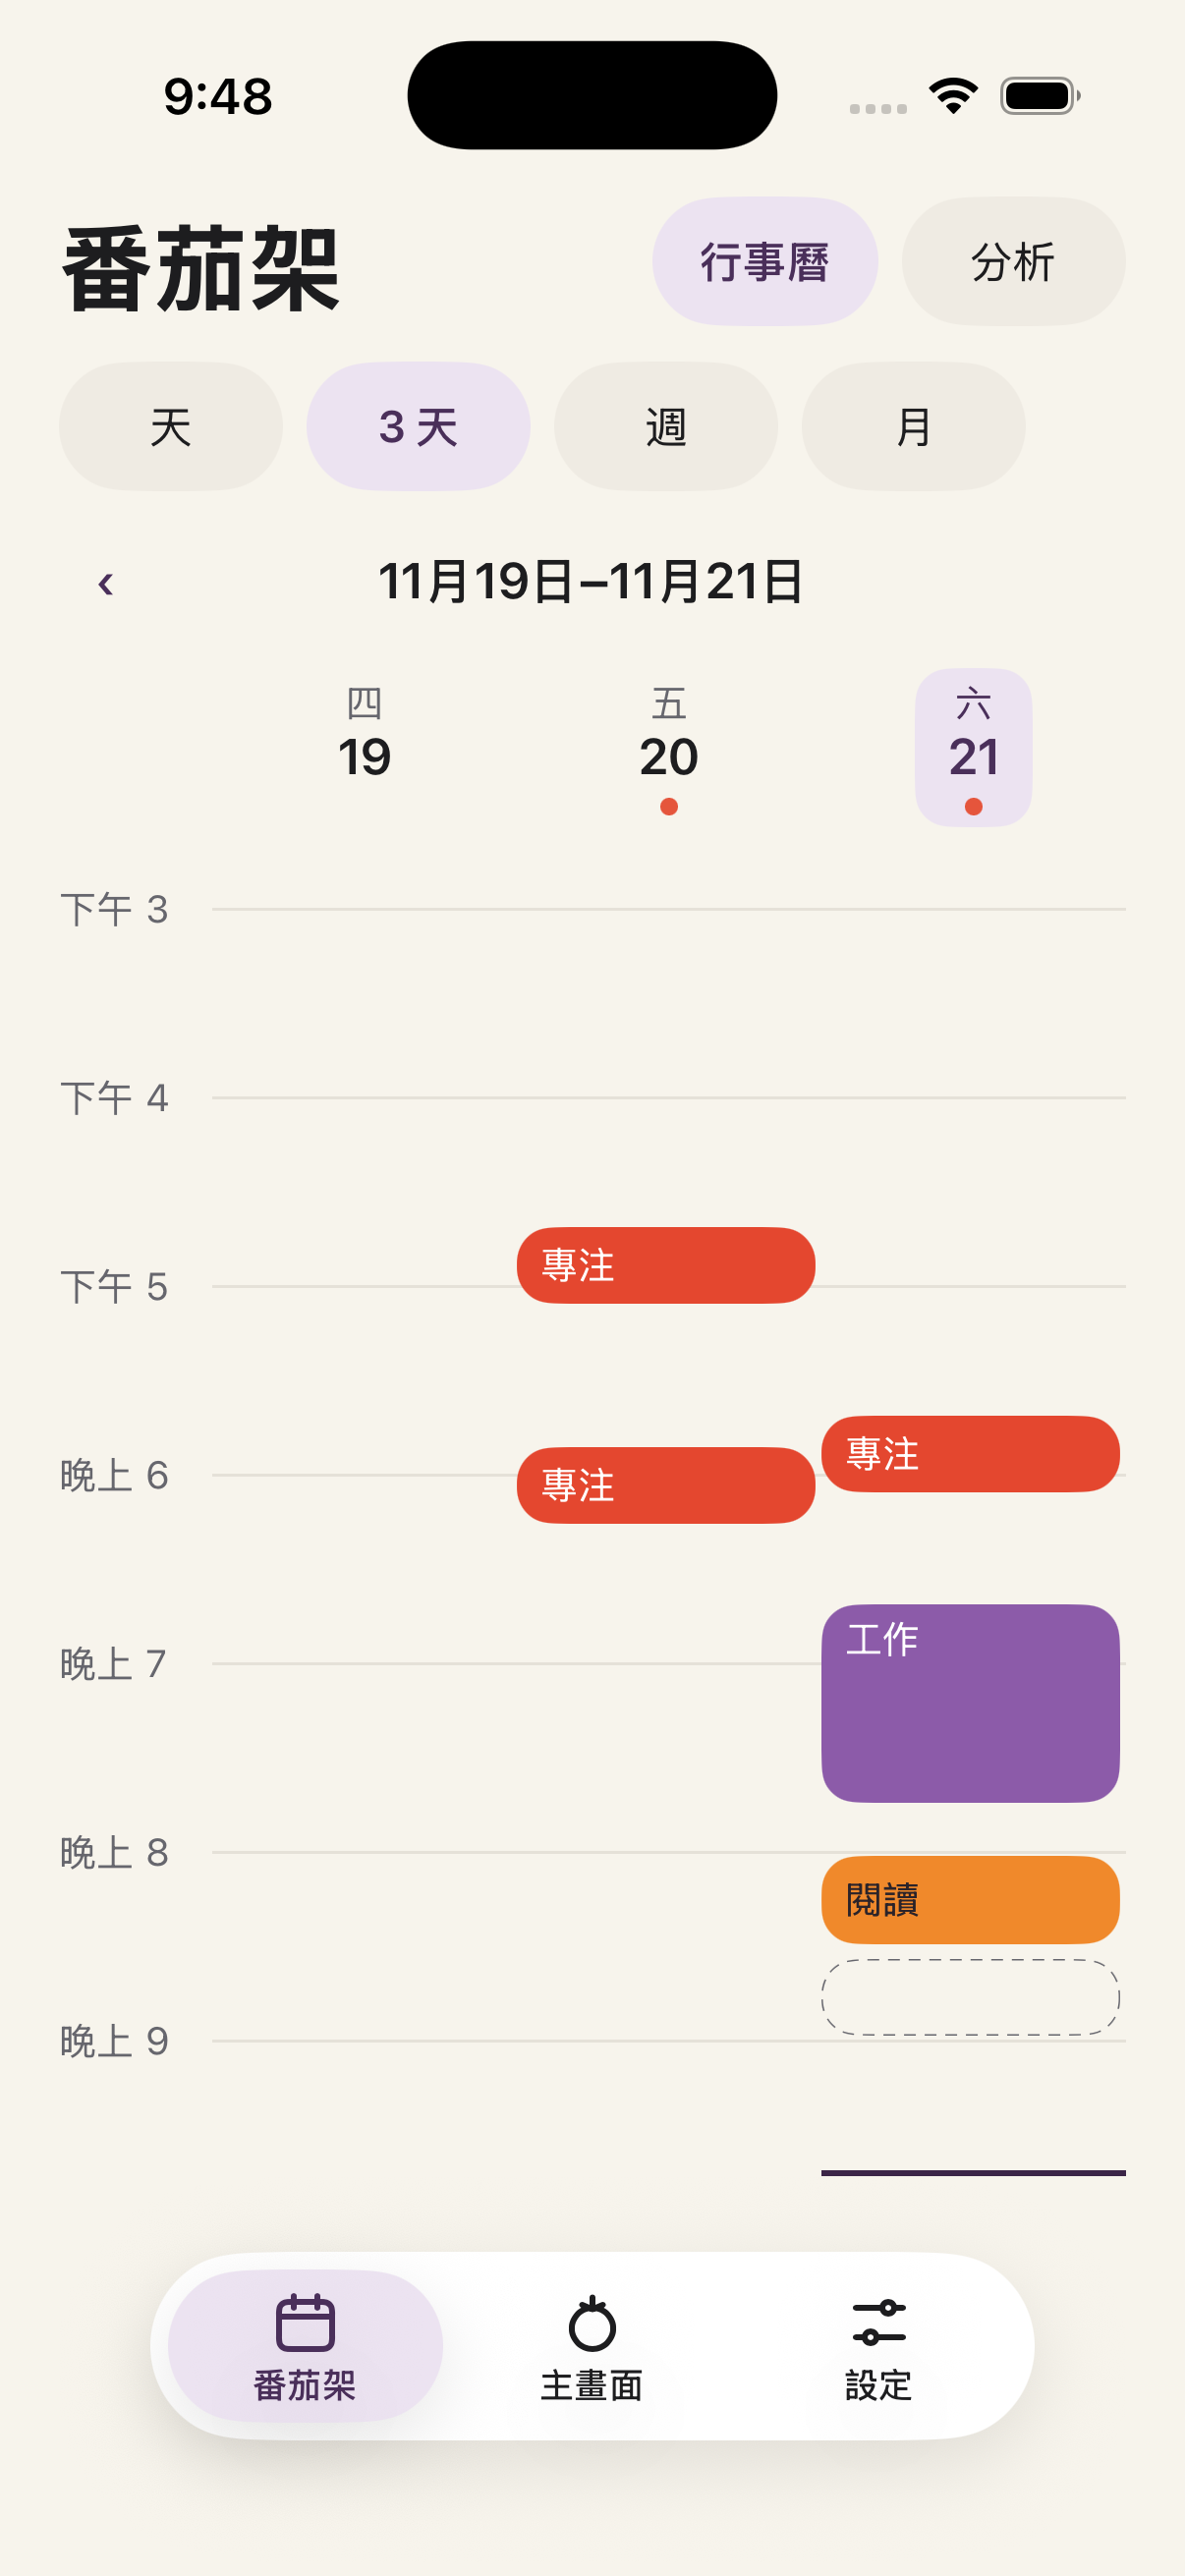 9:48
番茄架
行事曆
分析
天
3 天
週
月
‹
11月19日–11月21日
四
19
五
20
六
21
下午 3
下午 4
下午 5
專注
晚上 6
專注
專注
晚上 7
工作
晚上 8
閱讀
晚上 9
番茄架
主畫面
設定